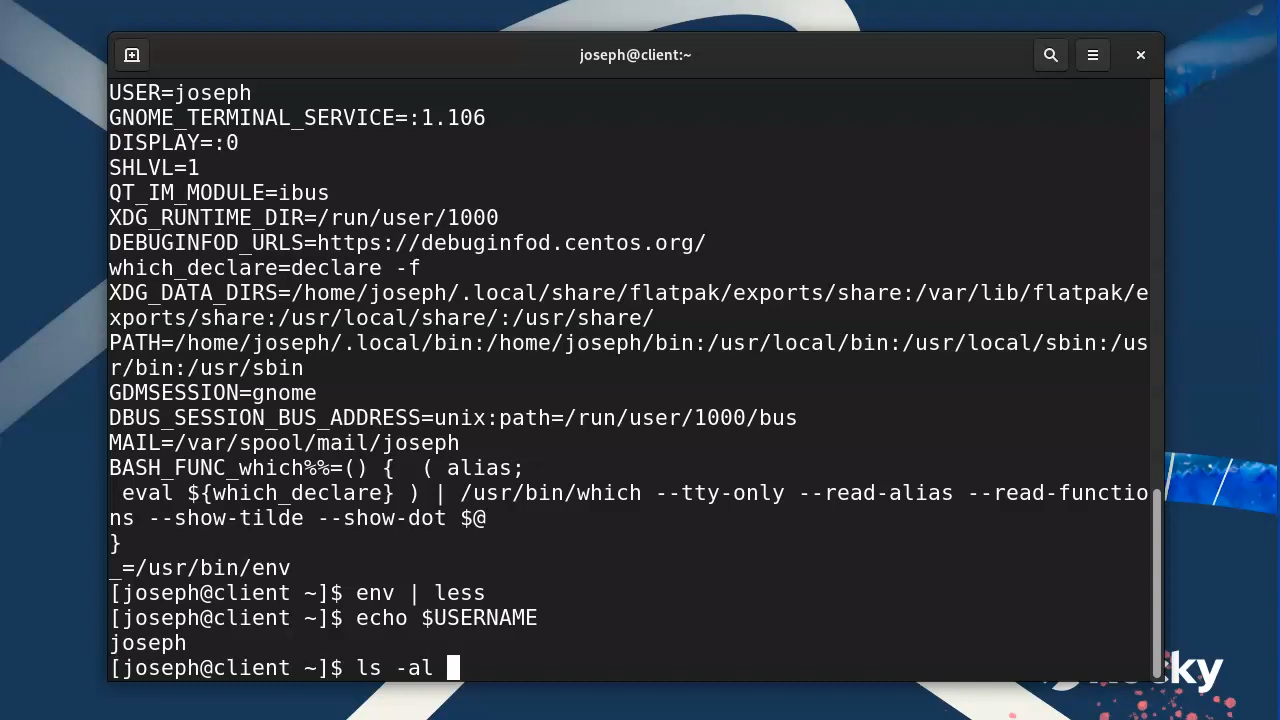 joseph@client:~
USER=joseph
GNOME_TERMINAL_SERVICE=:1.106
DISPLAY=:0
SHLVL=1
QT_IM_MODULE=ibus
XDG_RUNTIME_DIR=/run/user/1000
DEBUGINFOD_URLS=https://debuginfod.centos.org/
which_declare=declare -f
XDG_DATA_DIRS=/home/joseph/.local/share/flatpak/exports/share:/var/lib/flatpak/e
xports/share:/usr/local/share/:/usr/share/
PATH=/home/joseph/.local/bin:/home/joseph/bin:/usr/local/bin:/usr/local/sbin:/us
r/bin:/usr/sbin
GDMSESSION=gnome
DBUS_SESSION_BUS_ADDRESS=unix:path=/run/user/1000/bus
MAIL=/var/spool/mail/joseph
BASH_FUNC_which%%=() {  ( alias;
 eval ${which_declare} ) | /usr/bin/which --tty-only --read-alias --read-functio
ns --show-tilde --show-dot $@
}
_=/usr/bin/env
[joseph@client ~]$ env | less
[joseph@client ~]$ echo $USERNAME
joseph
[joseph@client ~]$ ls -al